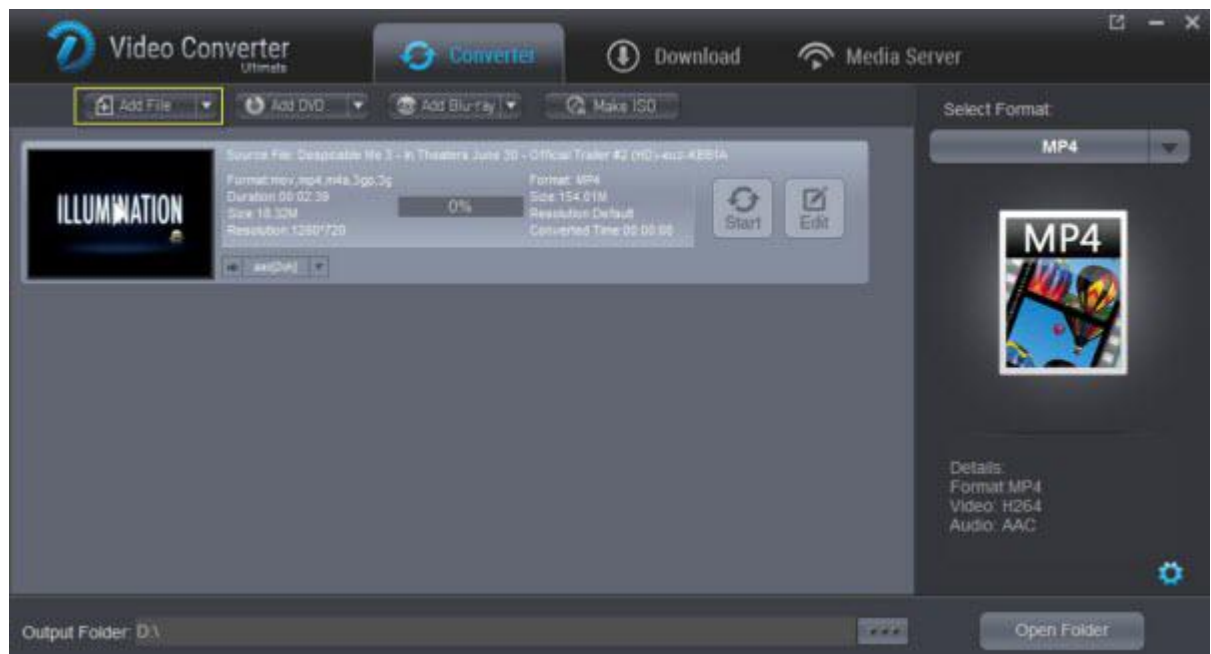 Video Converter
Ultimate
Converter
Download
Media Server
Add File
Add DVD
Add Blu-ray
Make ISO
Select Format:
MP4
Source File: Despicable Me 3 - In Theaters June 30 - Official Trailer #2 (HD)-euz-KBBfA
Format:mov,mp4,m4a,3gp,3g
Duration:00:02:39
Size:18.32M
Resolution:1280*720
0%
Format: MP4
Size:154.01M
Resolution:Default
Converted Time:00:00:00
Start
Edit
ILLUMINATION
MP4
Details:
Format:MP4
Video: H264
Audio: AAC
Output Folder: D:\
Open Folder